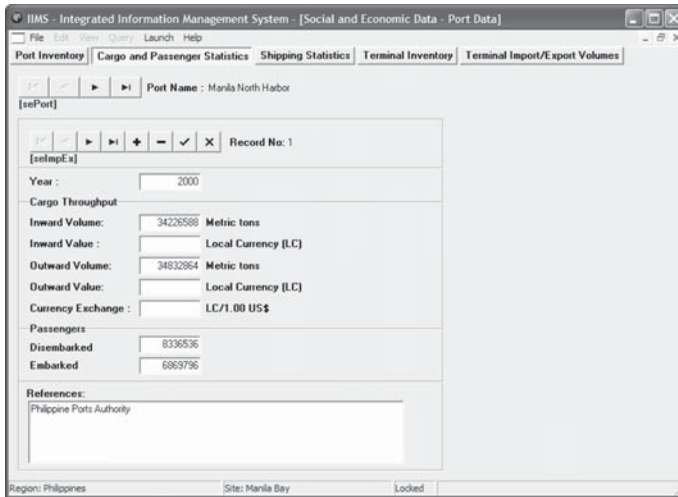 IIMS - Integrated Information Management System - [Social and Economic Data - Port Data]
File Edit View Query Launch Help
Port Inventory Cargo and Passenger Statistics Shipping Statistics Terminal Inventory Terminal Import/Export Volumes
Port Name : Manila North Harbor
[sePort]
Record No: 1
[seImpEx]
Year : 2000
Cargo Throughput
Inward Volume: 34226588 Metric tons
Inward Value : Local Currency (LC)
Outward Volume: 34832864 Metric tons
Outward Value: Local Currency (LC)
Currency Exchange : LC/1.00 US$
Passengers
Disembarked 8336536
Embarked 6869796
References:
Philippine Ports Authority
Region: Philippines Site: Manila Bay Locked